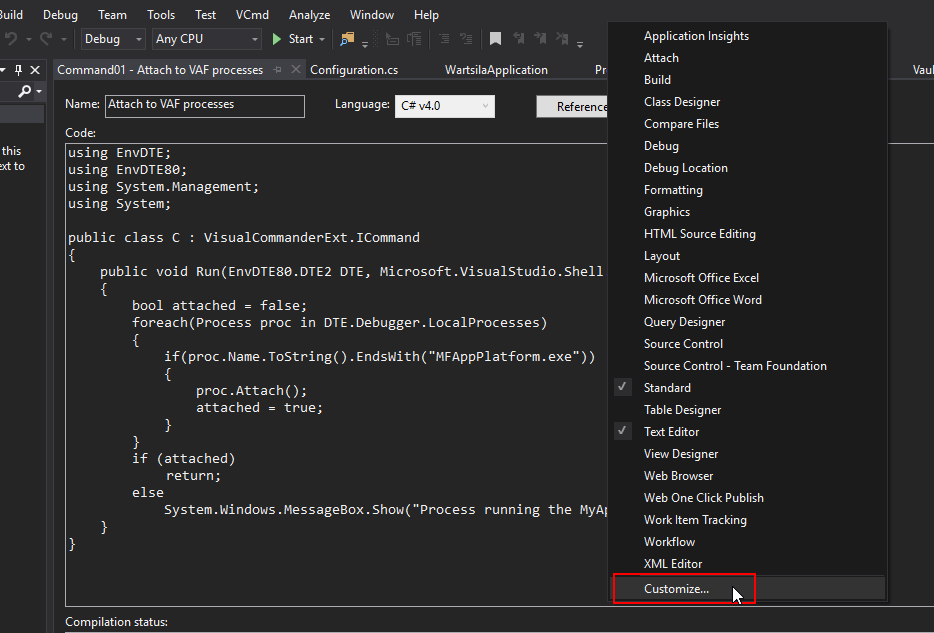 Build Debug Team Tools Test VCmd Analyze Window Help
Debug Any CPU Start
Command01 - Attach to VAF processes Configuration.cs WartsilaApplication Pr Vaul
Name: Attach to VAF processes Language: C# v4.0 Reference
this
ext to
Code:
using EnvDTE;
using EnvDTE80;
using System.Management;
using System;
public class C : VisualCommanderExt.ICommand
{
public void Run(EnvDTE80.DTE2 DTE, Microsoft.VisualStudio.Shell
{
bool attached = false;
foreach(Process proc in DTE.Debugger.LocalProcesses)
{
if(proc.Name.ToString().EndsWith("MFAppPlatform.exe"))
{
proc.Attach();
attached = true;
}
}
if (attached)
return;
else
System.Windows.MessageBox.Show("Process running the MyAp
}
}
Compilation status:
Application Insights
Attach
Build
Class Designer
Compare Files
Debug
Debug Location
Formatting
Graphics
HTML Source Editing
Layout
Microsoft Office Excel
Microsoft Office Word
Query Designer
Source Control
Source Control - Team Foundation
Standard
Table Designer
Text Editor
View Designer
Web Browser
Web One Click Publish
Work Item Tracking
Workflow
XML Editor
Customize...